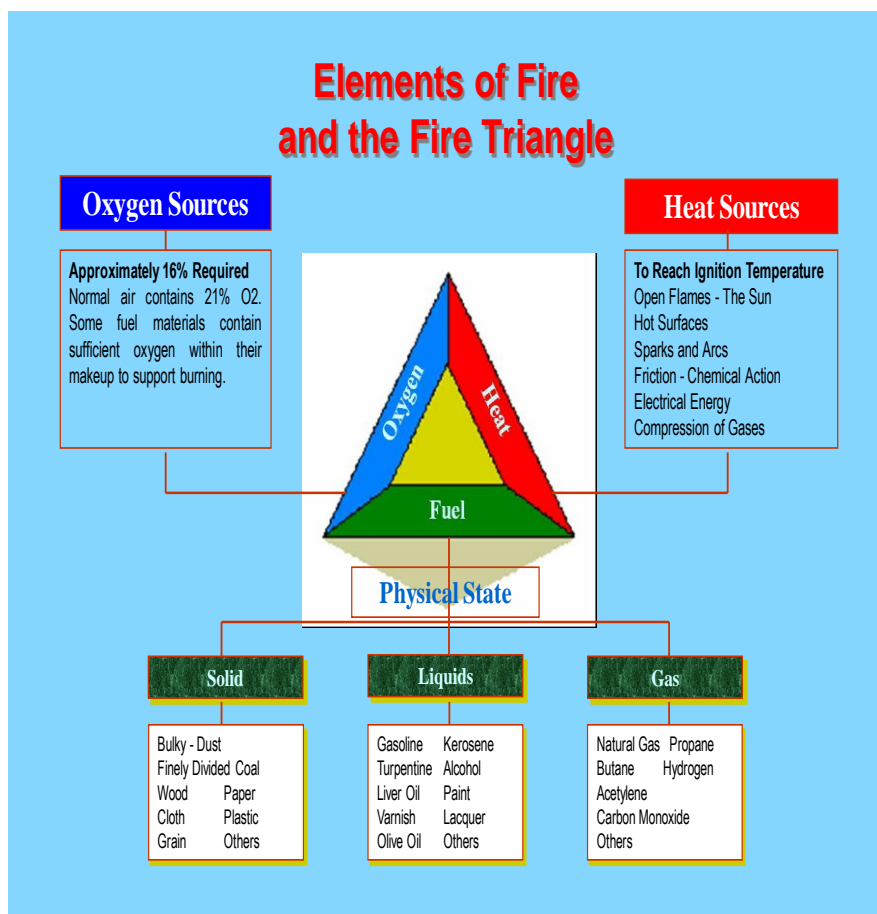 Elements of Fire
and the Fire Triangle
Oxygen Sources
Approximately 16% Required
Normal air contains 21% O2.
Some fuel materials contain
sufficient oxygen within their
makeup to support burning.
Heat Sources
To Reach Ignition Temperature
Open Flames - The Sun
Hot Surfaces
Sparks and Arcs
Friction - Chemical Action
Electrical Energy
Compression of Gases
Oxygen
Heat
Fuel
Physical State
Solid
Bulky - Dust
Finely Divided Coal
Wood Paper
Cloth Plastic
Grain Others
Liquids
Gasoline Kerosene
Turpentine Alcohol
Liver Oil Paint
Varnish Lacquer
Olive Oil Others
Gas
Natural Gas Propane
Butane Hydrogen
Acetylene
Carbon Monoxide
Others